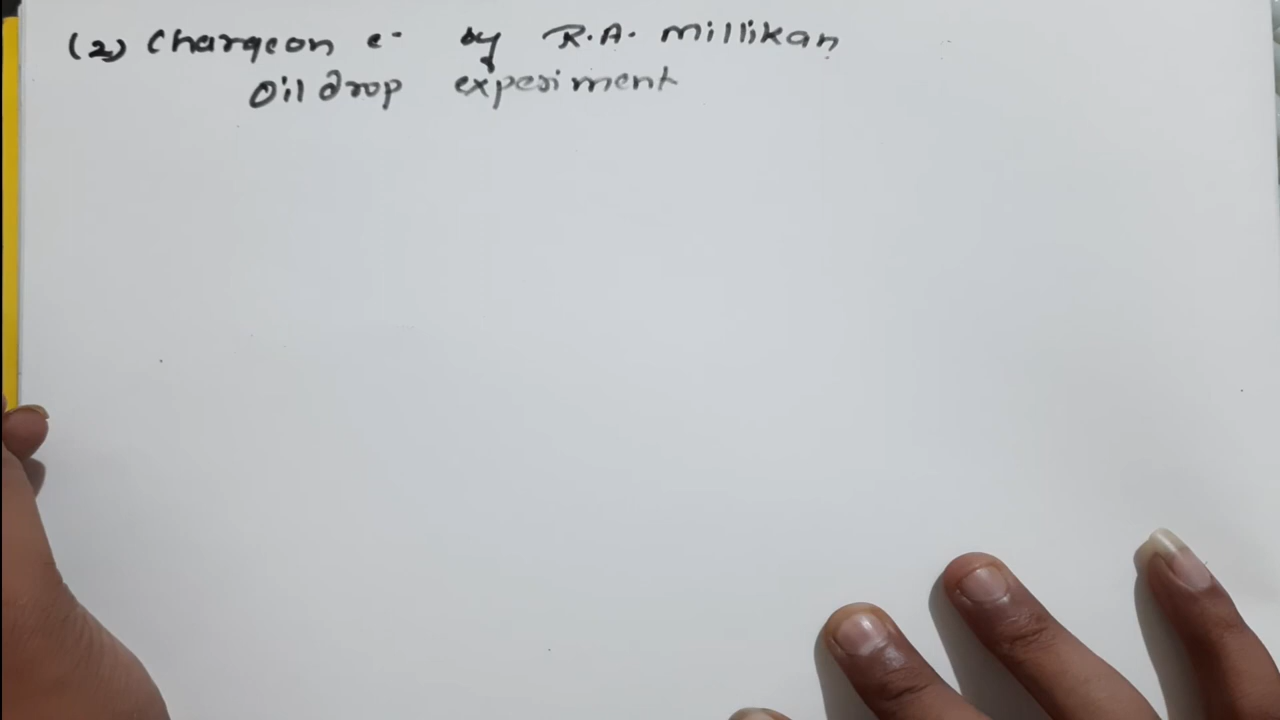 (2) Chargeon e- by R.A. Millikan
Oil drop experiment